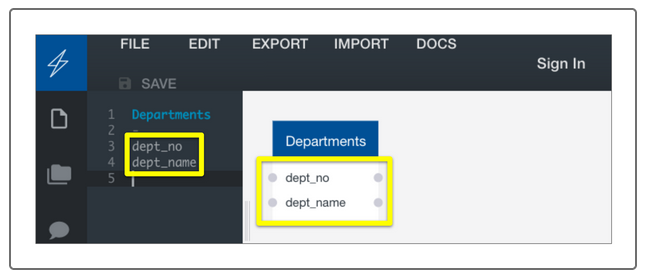 FILE EDIT EXPORT IMPORT DOCS
Sign In
SAVE
1 Departments
2 -
3 dept_no
4 dept_name
5
Departments
dept_no
dept_name